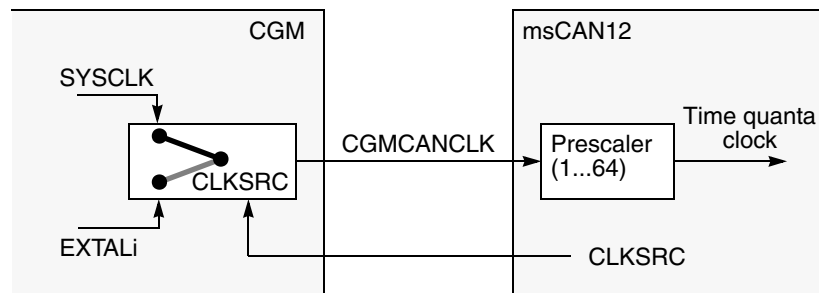 CGM
msCAN12
SYSCLK
CGMCANCLK
Prescaler
(1...64)
Time quanta
clock
CLKSRC
EXTALi
CLKSRC